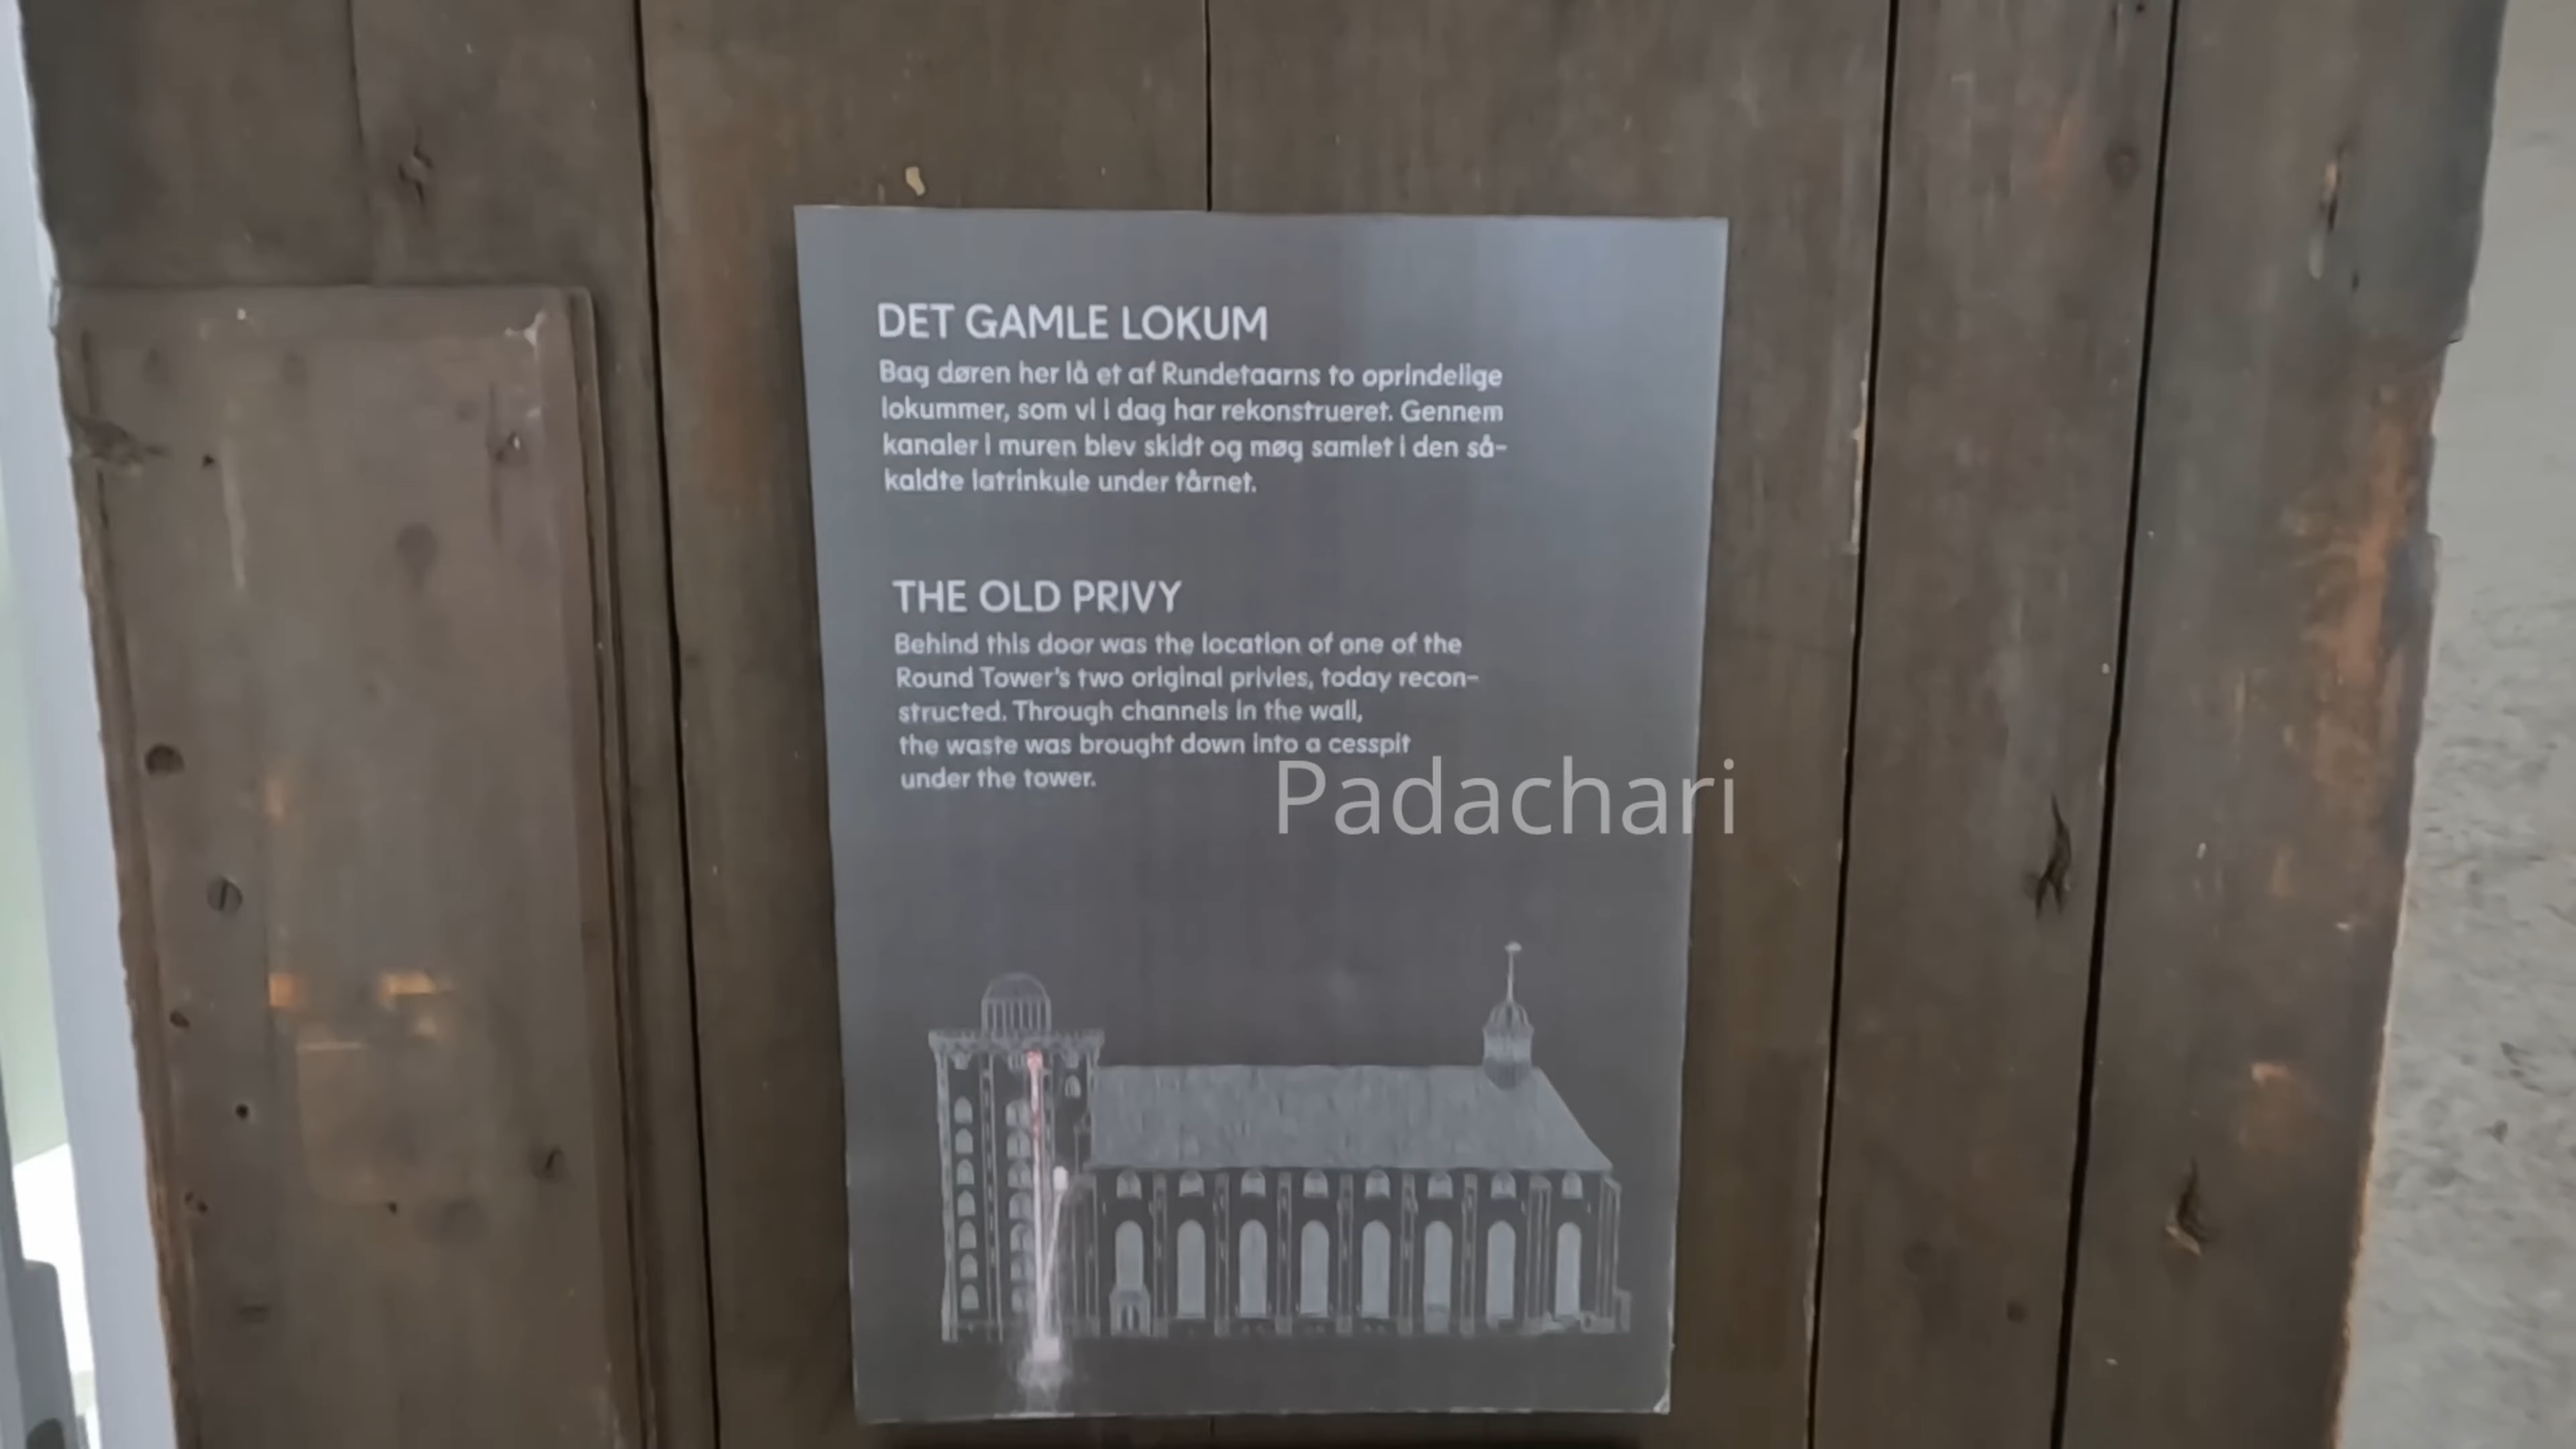 DET GAMLE LOKUM
Bag døren her lå et af Rundetaarns to oprindelige
lokummer, som vi i dag har rekonstrueret. Gennem
kanaler i muren blev skidt og møg samlet i den så-
kaldte latrinkule under tårnet.
THE OLD PRIVY
Behind this door was the location of one of the
Round Tower's two original privies, today recon-
structed. Through channels in the wall,
the waste was brought down into a cesspit
under the tower.
Padachari